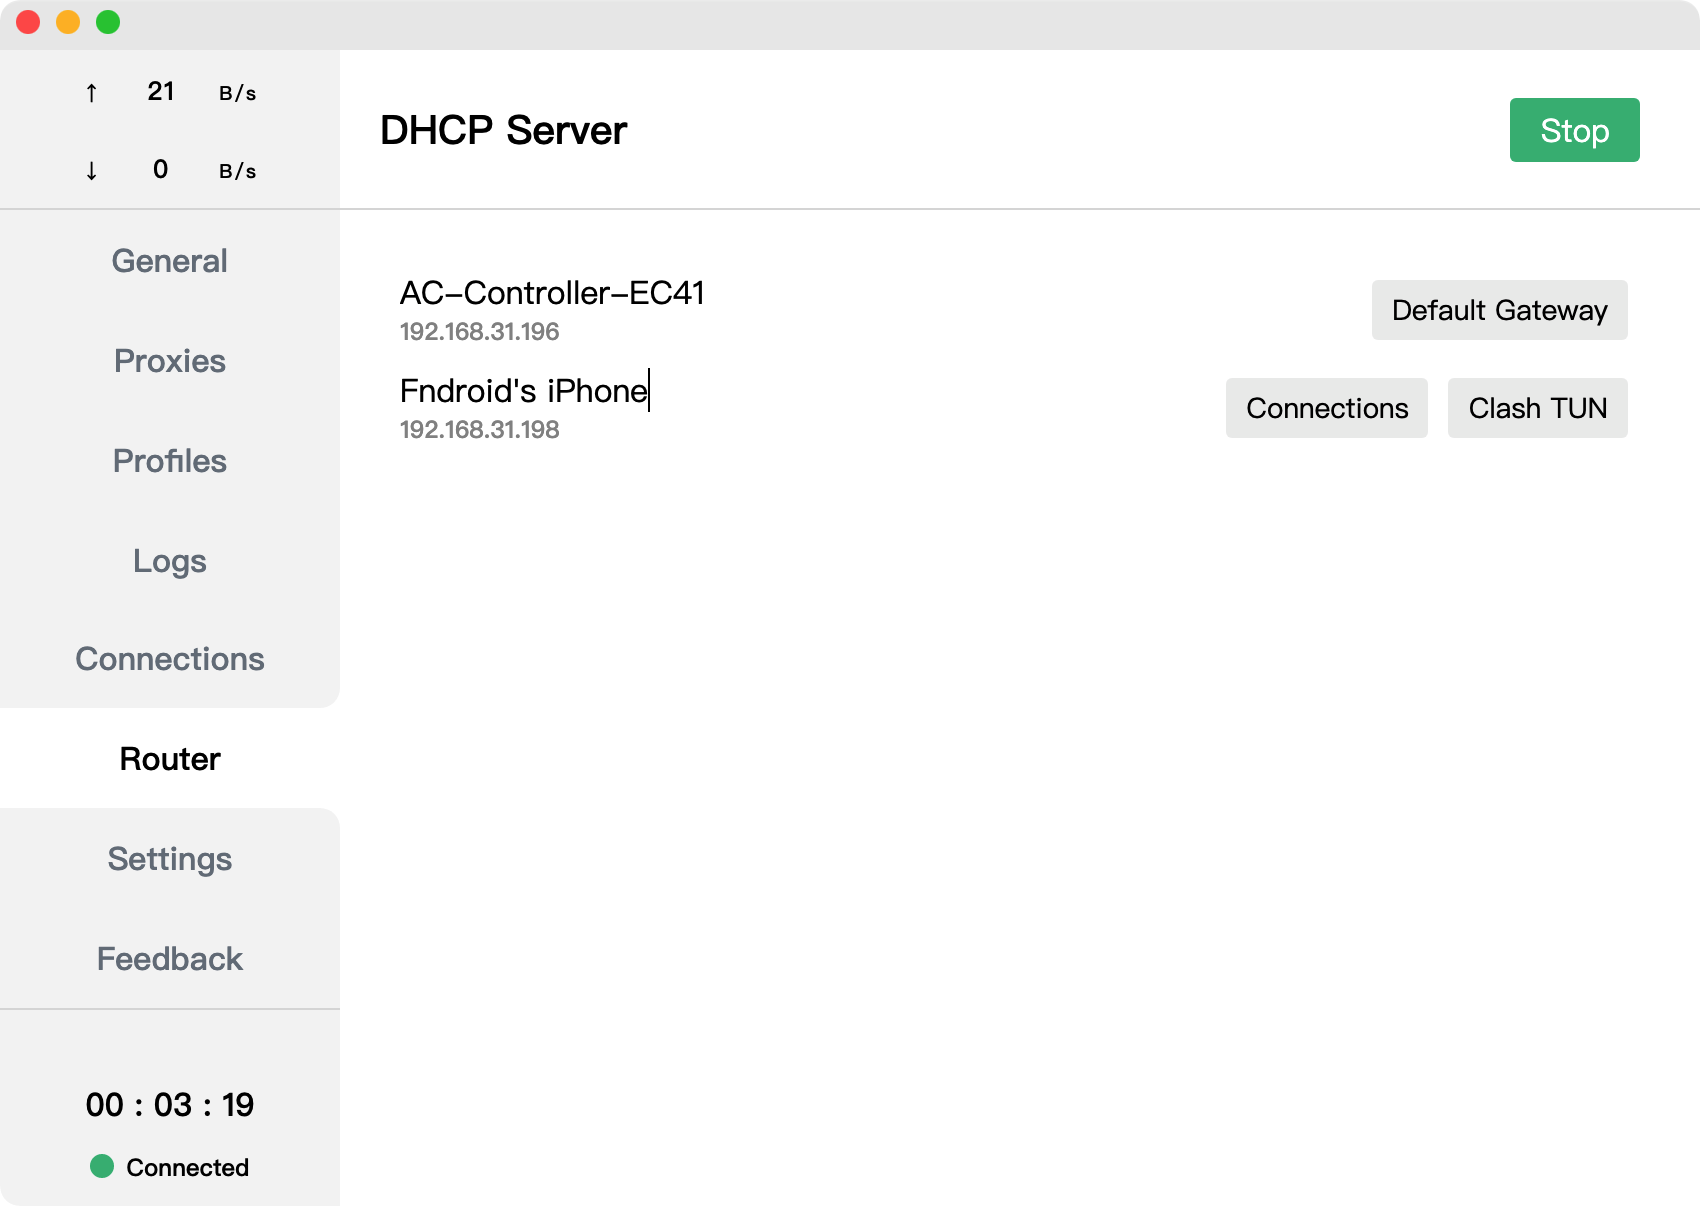 ↑ 21 B/s
↓ 0 B/s
DHCP Server
Stop
General
Proxies
Profiles
Logs
Connections
Router
Settings
Feedback
00 : 03 : 19
Connected
AC-Controller-EC41
192.168.31.196
Default Gateway
Fndroid's iPhone
192.168.31.198
Connections
Clash TUN